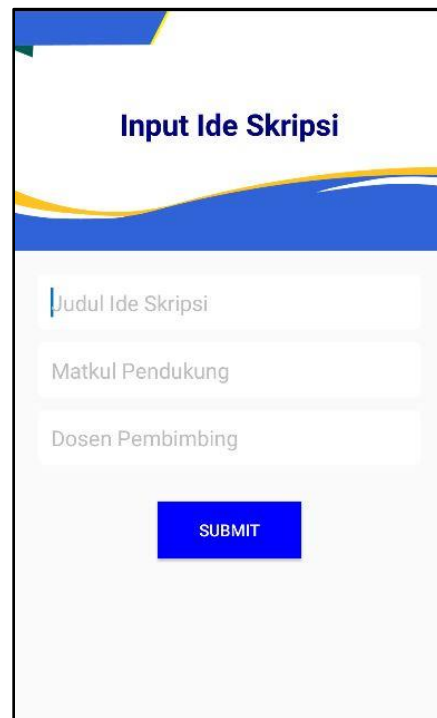 Input Ide Skripsi
Judul Ide Skripsi
Matkul Pendukung
Dosen Pembimbing
SUBMIT